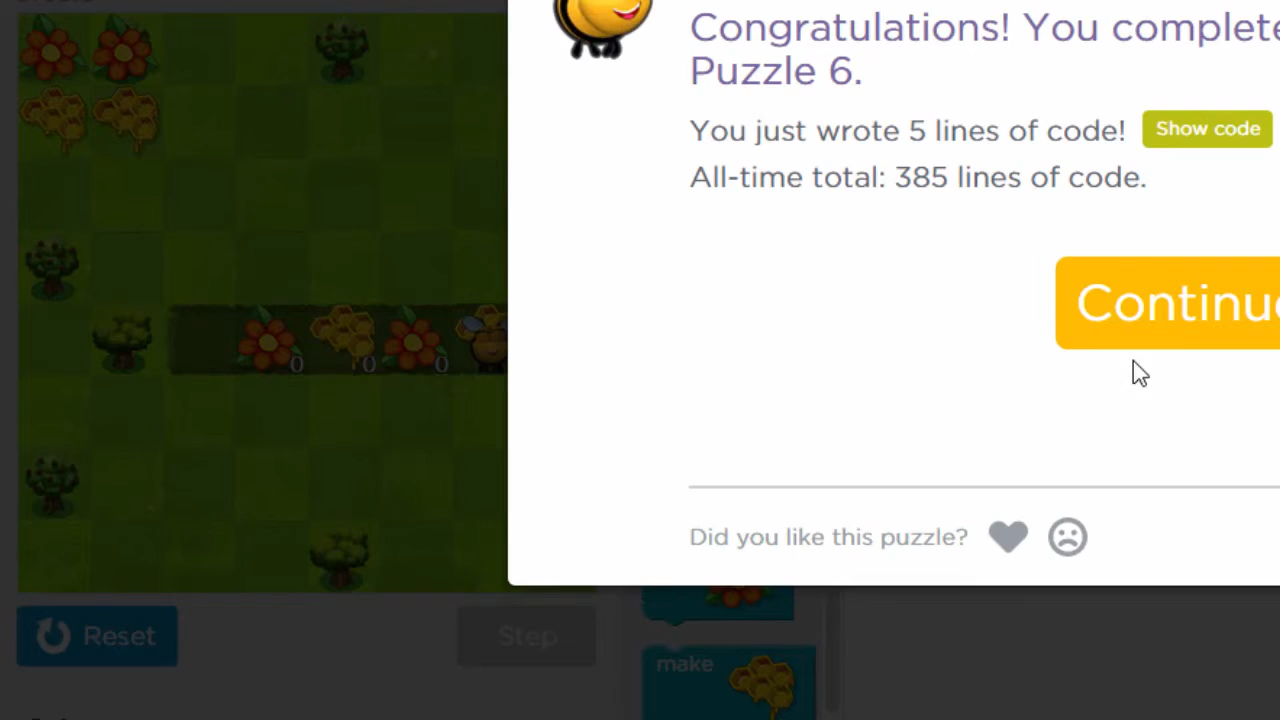 Congratulations! You complete
Puzzle 6.
You just wrote 5 lines of code!
Show code
All-time total: 385 lines of code.
Continu
0
0
0
Did you like this puzzle?
Reset
Step
make